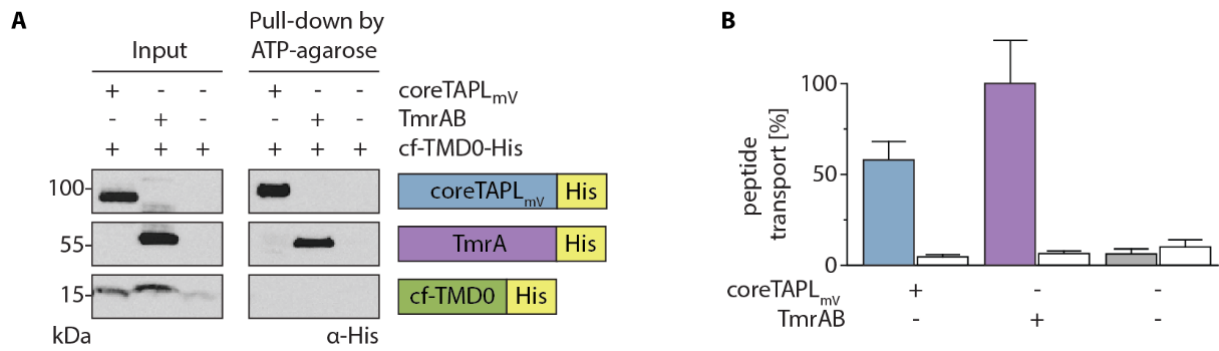 A
Input
Pull-down by
ATP-agarose
+ - - + - - coreTAPLmV
- + - - + - TmrAB
+ + + + + + cf-TMD0-His
100
coreTAPLmV His
55
TmrA His
15
cf-TMD0 His
kDa
α-His
B
peptide
transport [%]
100
50
0
coreTAPLmV + - -
TmrAB - + -